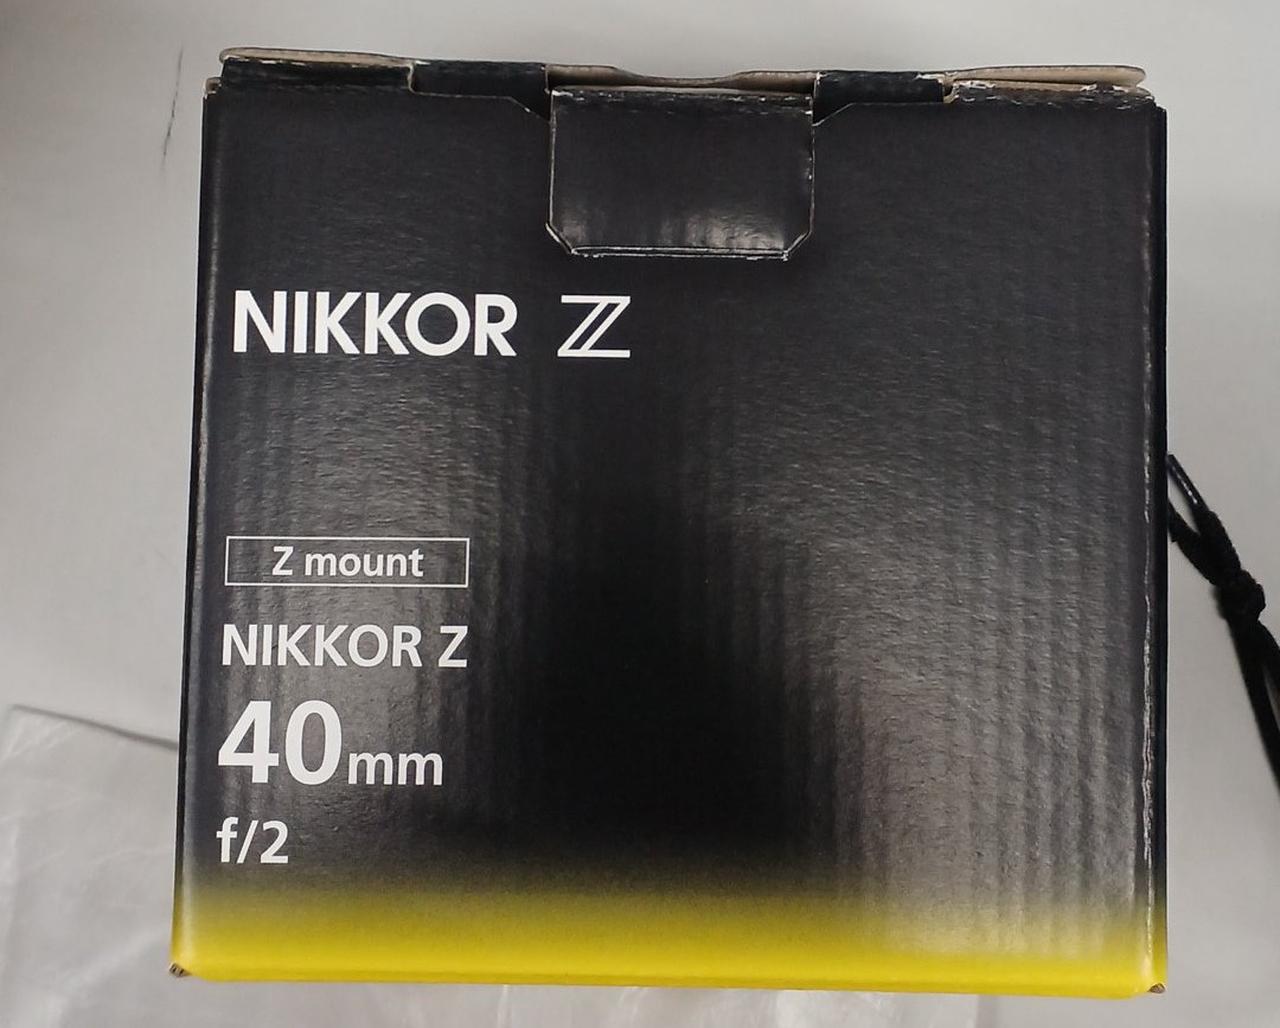 NIKKOR Z
Z mount
NIKKOR Z
40mm
f/2